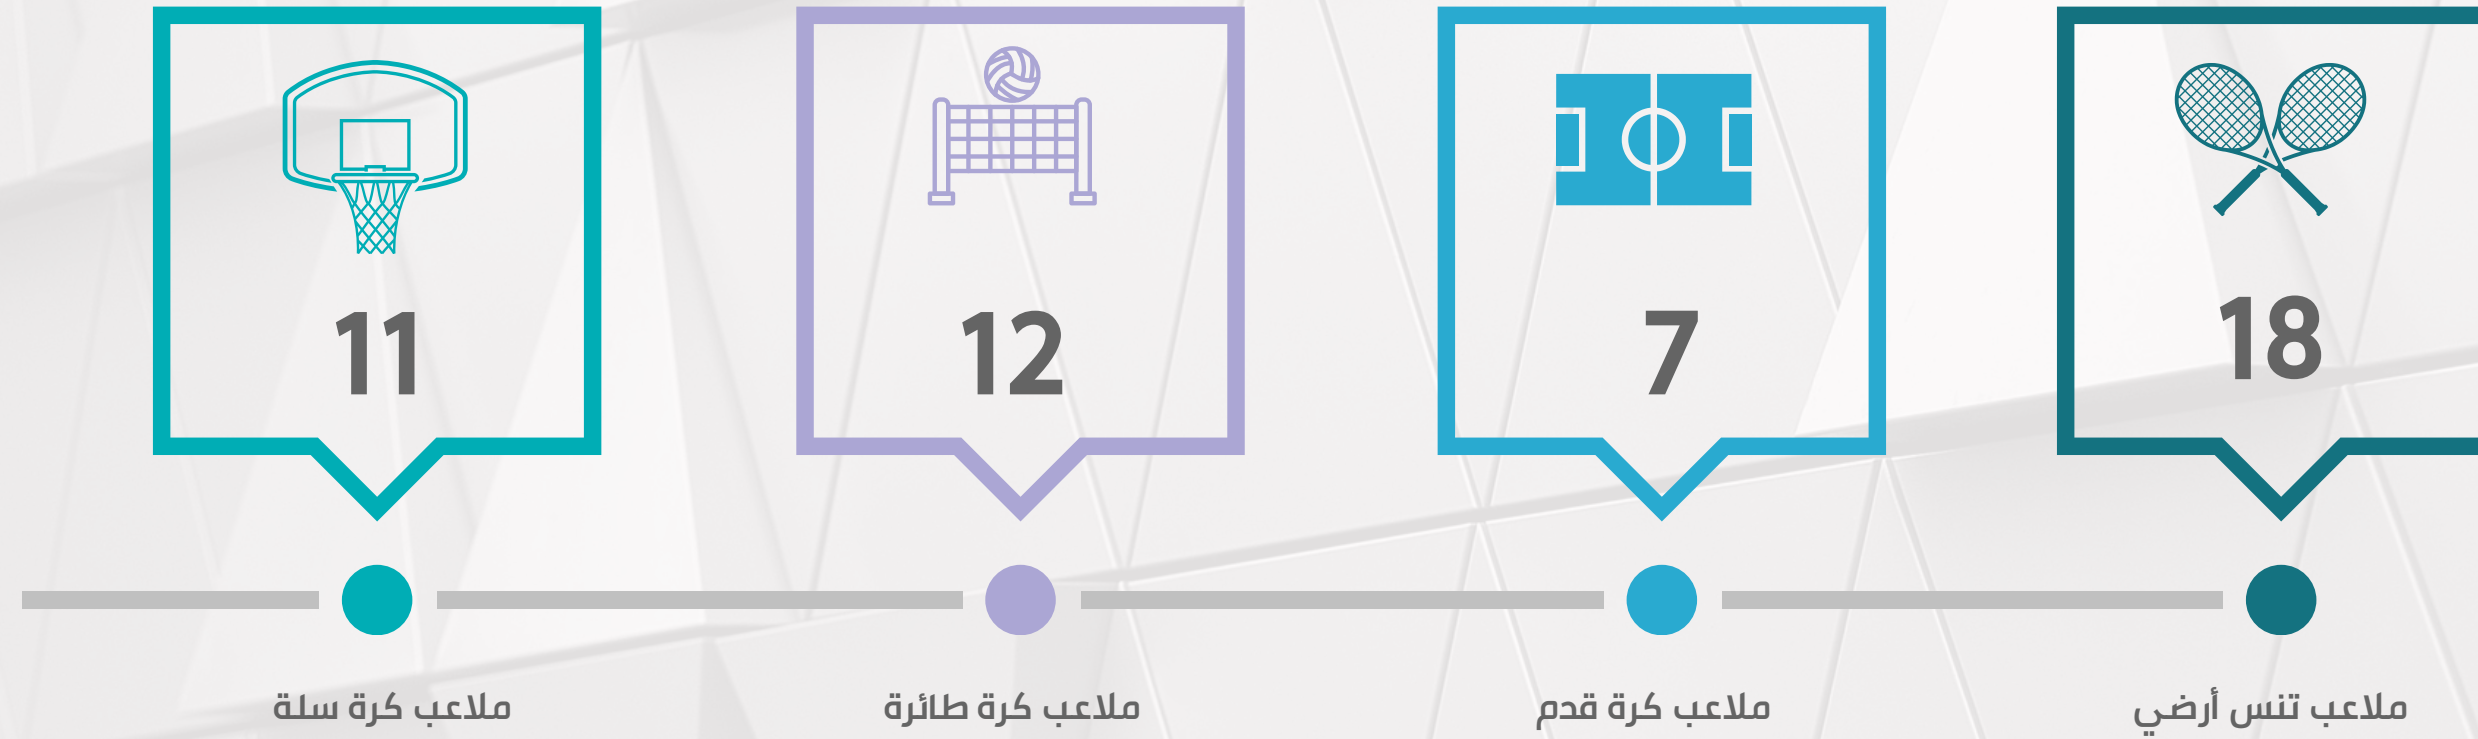 18
ملاعب تنس أرضي
7
ملاعب كرة قدم
12
ملاعب كرة طائرة
11
ملاعب كرة سلة